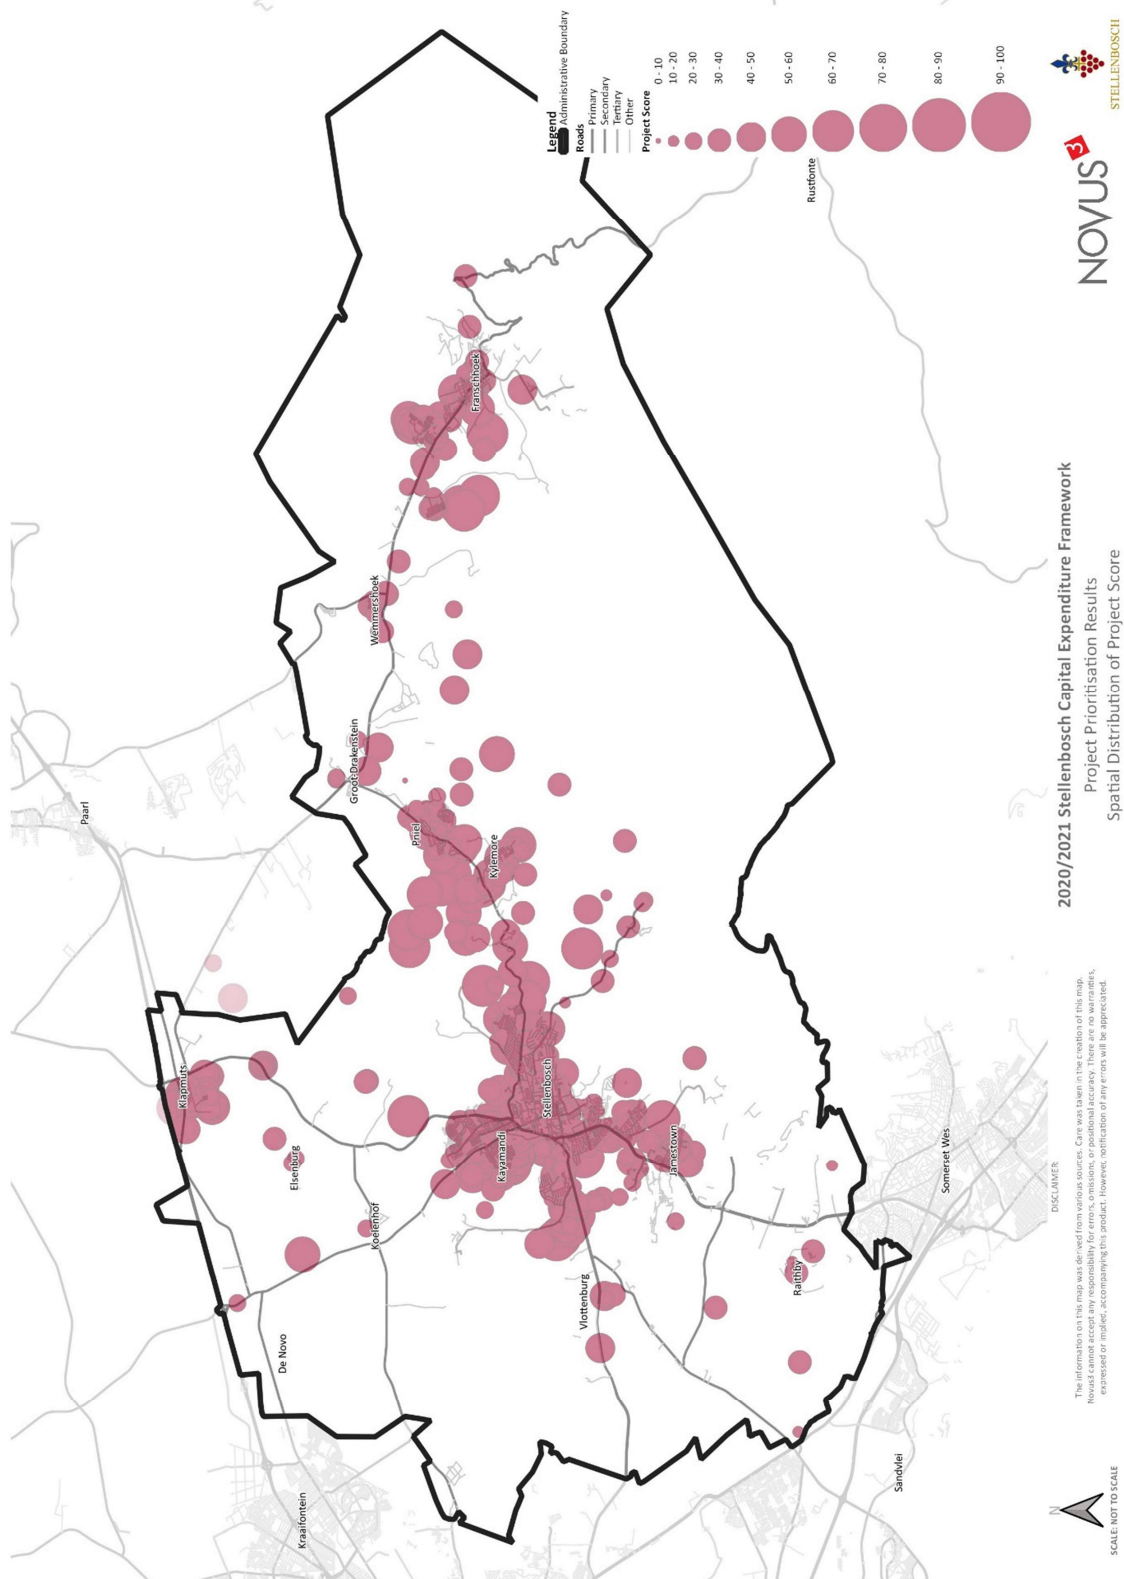 Legend
Administrative Boundary
Roads
Primary
Secondary
Tertiary
Other
Project Score
0 - 10
10 - 20
20 - 30
30 - 40
40 - 50
50 - 60
60 - 70
70 - 80
80 - 90
90 - 100
Paarl
Klapmuts
Elsenburg
Koelenhof
De Novo
Kraaifontein
Groot-Drakenstein
Wemmershoek
Franschhoek
Pniel
Kylemore
Stellenbosch
Kayamandi
Jamestown
Vlottenburg
Raithby
Somerset Wes
Sandvlei
Rustfonte
N
SCALE: NOT TO SCALE
DISCLAIMER:
The information on this map was derived from various sources. Care was taken in the creation of this map.
Novus3 cannot accept any responsibility for errors, omissions, or positional accuracy. There are no warranties,
expressed or implied, accompanying this product. However, notification of any errors will be appreciated.
2020/2021 Stellenbosch Capital Expenditure Framework
Project Prioritisation Results
Spatial Distribution of Project Score
NOVUS3
STELLENBOSCH